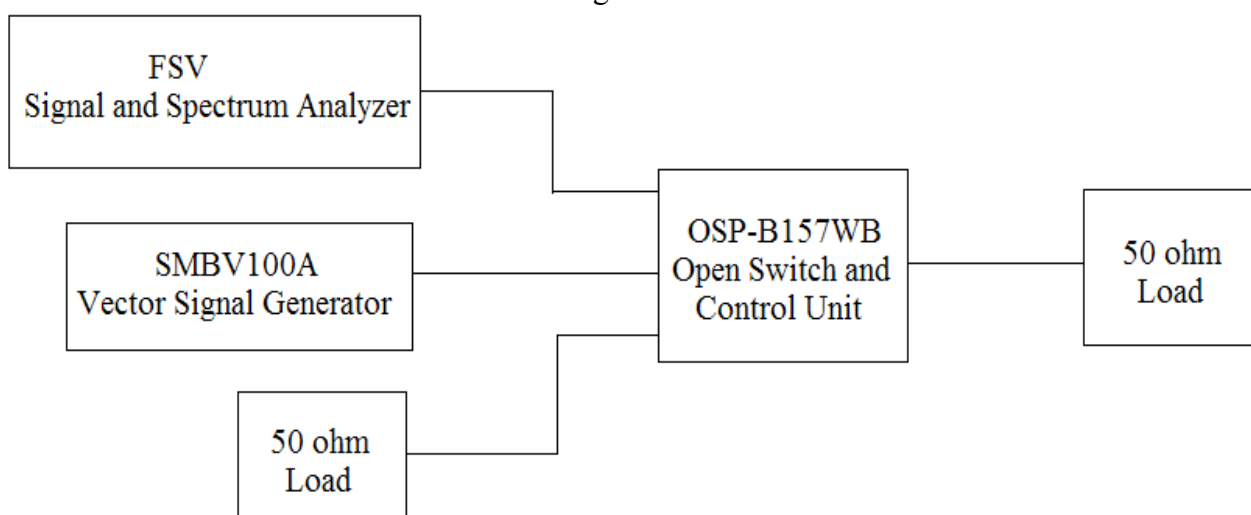 FSV
Signal and Spectrum Analyzer
SMBV100A
Vector Signal Generator
50 ohm
Load
OSP-B157WB
Open Switch and
Control Unit
50 ohm
Load